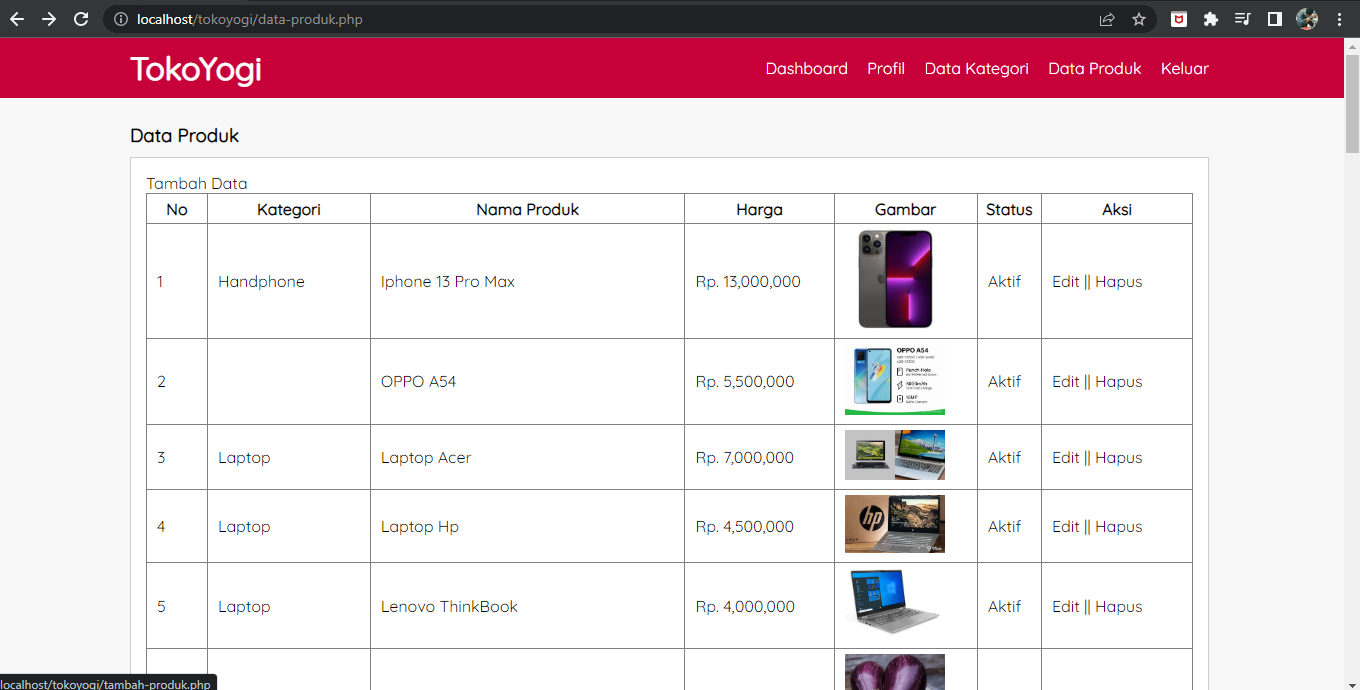 localhost/tokoyogi/data-produk.php
TokoYogi
Dashboard Profil Data Kategori Data Produk Keluar
Data Produk
Tambah Data
No Kategori Nama Produk Harga Gambar Status Aksi
1 Handphone Iphone 13 Pro Max Rp. 13,000,000 Aktif Edit || Hapus
OPPO A54
Punch-Hole
5000mAh
16MP
2 OPPO A54 Rp. 5,500,000 Aktif Edit || Hapus
3 Laptop Laptop Acer Rp. 7,000,000 Aktif Edit || Hapus
hp
4 Laptop Laptop Hp Rp. 4,500,000 Aktif Edit || Hapus
5 Laptop Lenovo ThinkBook Rp. 4,000,000 Aktif Edit || Hapus
localhost/tokoyogi/tambah-produk.php